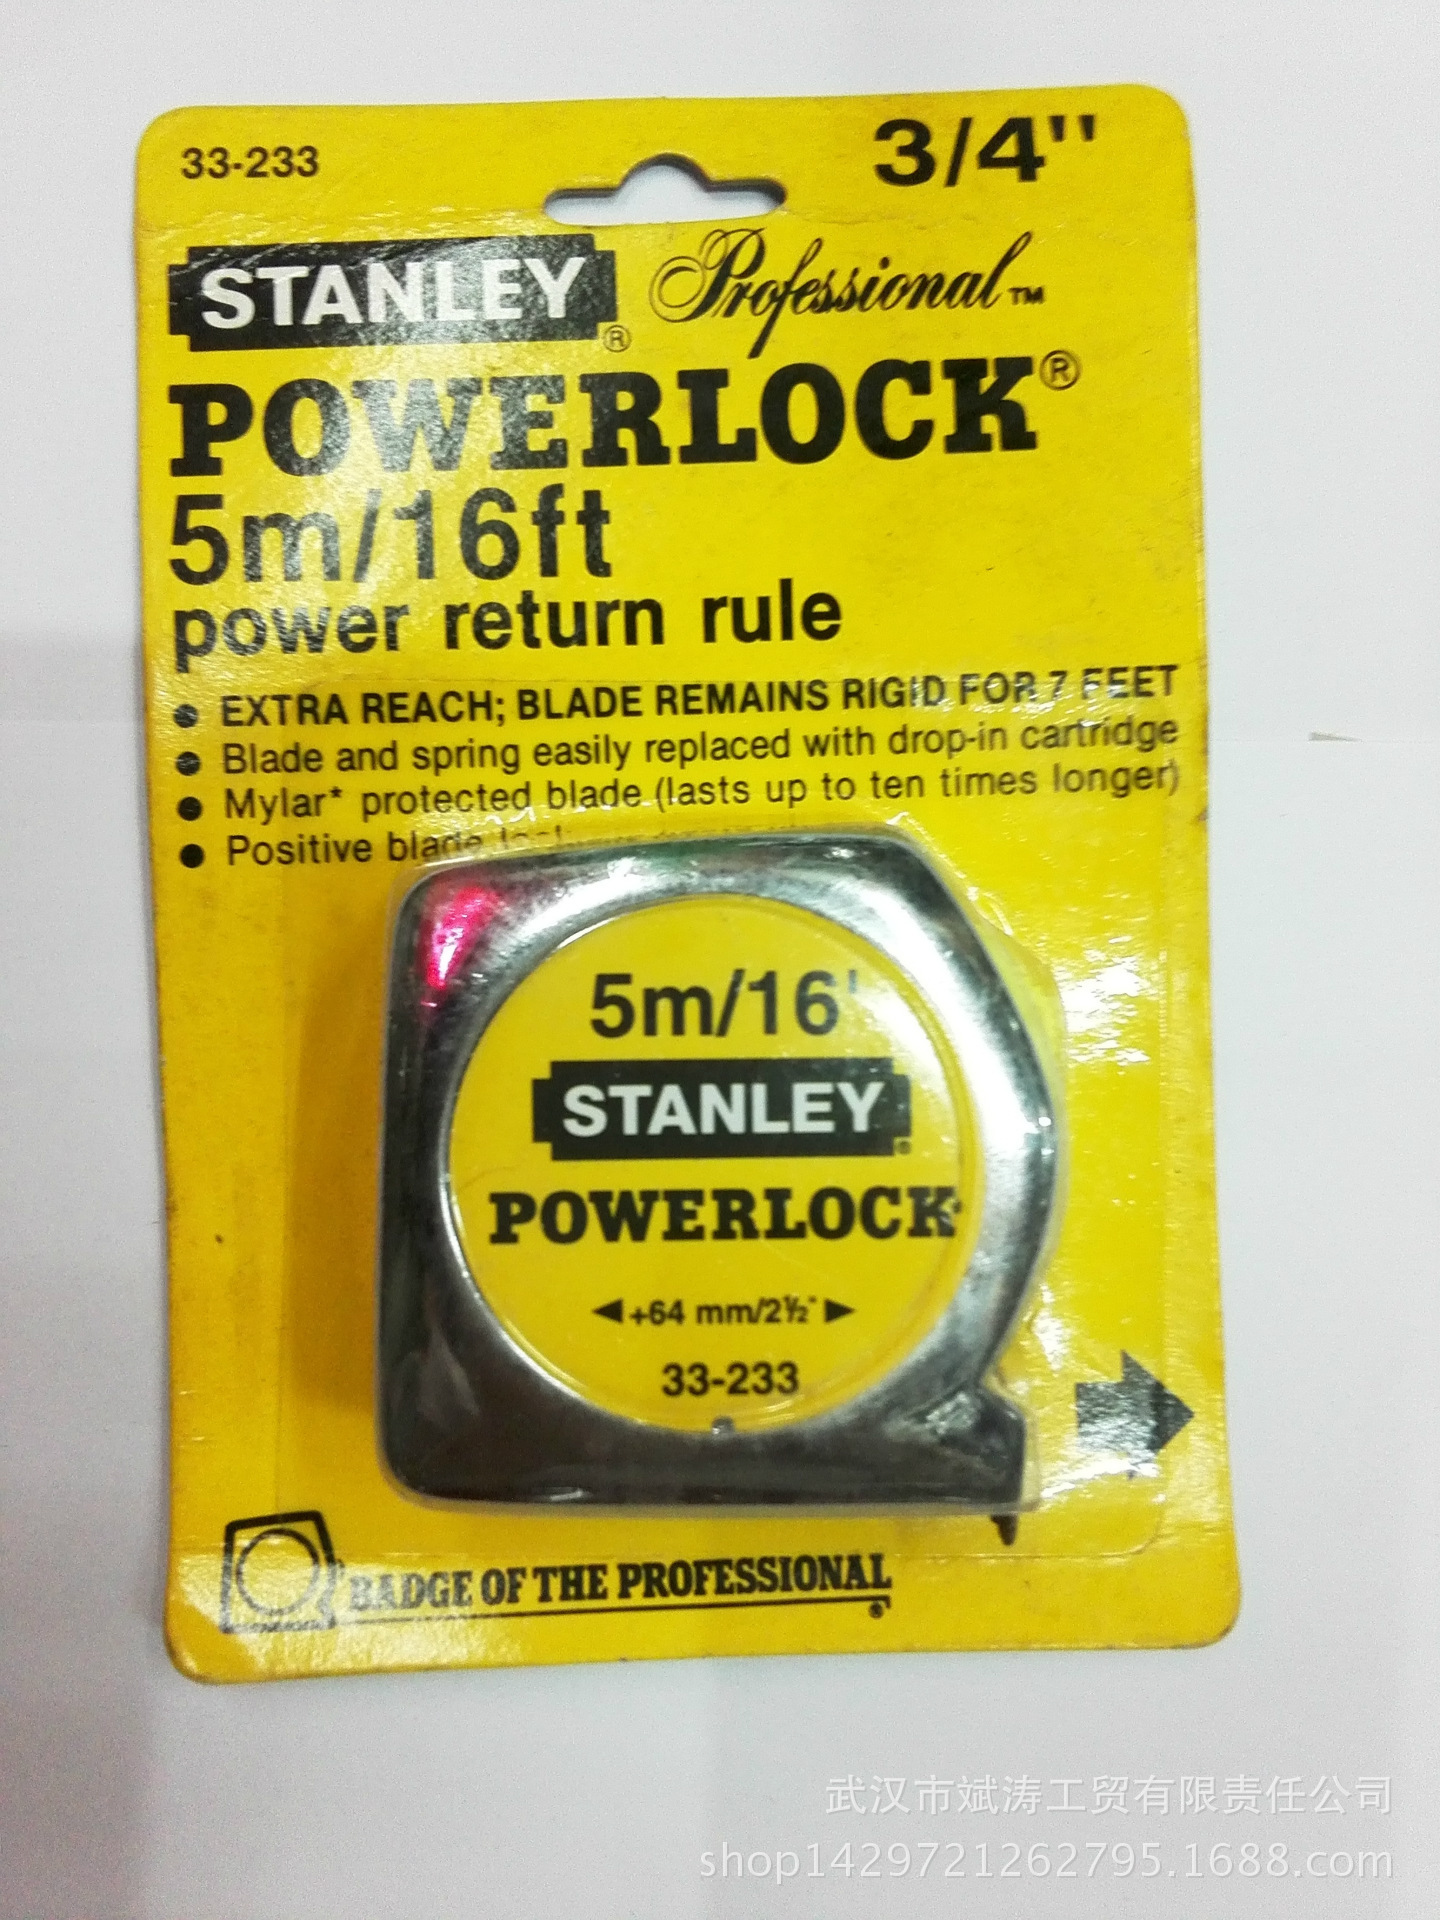 33-233
3/4"
STANLEY® Professional™
POWERLOCK®
5m/16ft
power return rule
• EXTRA REACH; BLADE REMAINS RIGID FOR 7 FEET
• Blade and spring easily replaced with drop-in cartridge
• Mylar* protected blade (lasts up to ten times longer)
• Positive blade
5m/16'
STANLEY®
POWERLOCK
◄+64 mm/2½"►
33-233
BADGE OF THE PROFESSIONAL®
武汉市斌涛工贸有限责任公司
shop1429721262795.1688.com